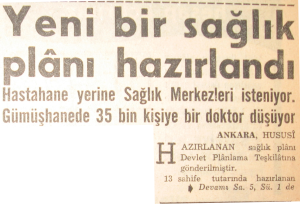 Yeni bir sağlık
plânı hazırlandı
Hastahane yerine Sağlık Merkezleri isteniyor.
Gümüşhanede 35 bin kişiye bir doktor düşüyor
ANKARA, HUSUSİ
HAZIRLANAN sağlık plânı
Devlet Plânlama Teşkilâtına
gönderilmiştir.
13 sahife tutarında hazırlanan
♦ Devamı Sa. 5, Sü. 1 de